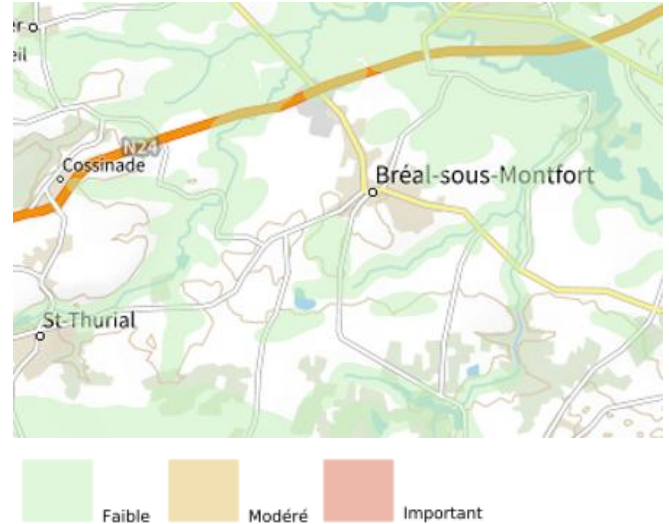 N24
Cossinade
Bréal-sous-Montfort
St-Thurial
Faible
Modéré
Important